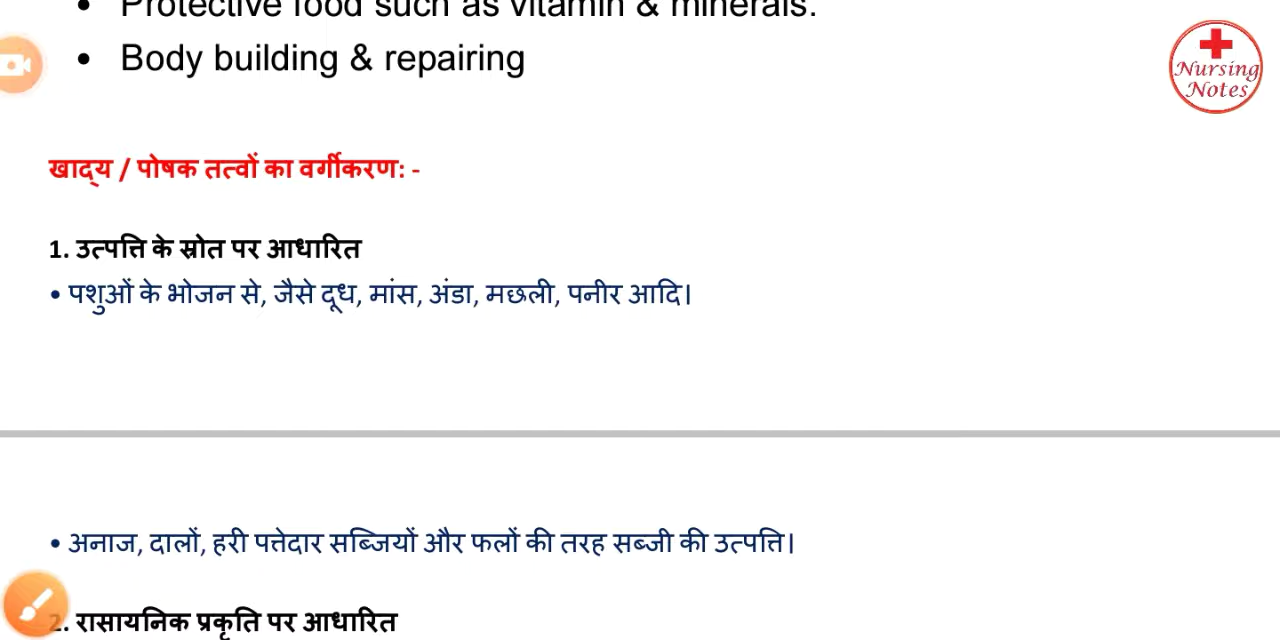 • Protective food such as vitamin & minerals.
• Body building & repairing
Nursing
Notes
खाद्य / पोषक तत्वों का वर्गीकरण: -
1. उत्पत्ति के स्रोत पर आधारित
• पशुओं के भोजन से, जैसे दूध, मांस, अंडा, मछली, पनीर आदि।
• अनाज, दालों, हरी पत्तेदार सब्जियों और फलों की तरह सब्जी की उत्पत्ति।
2. रासायनिक प्रकृति पर आधारित